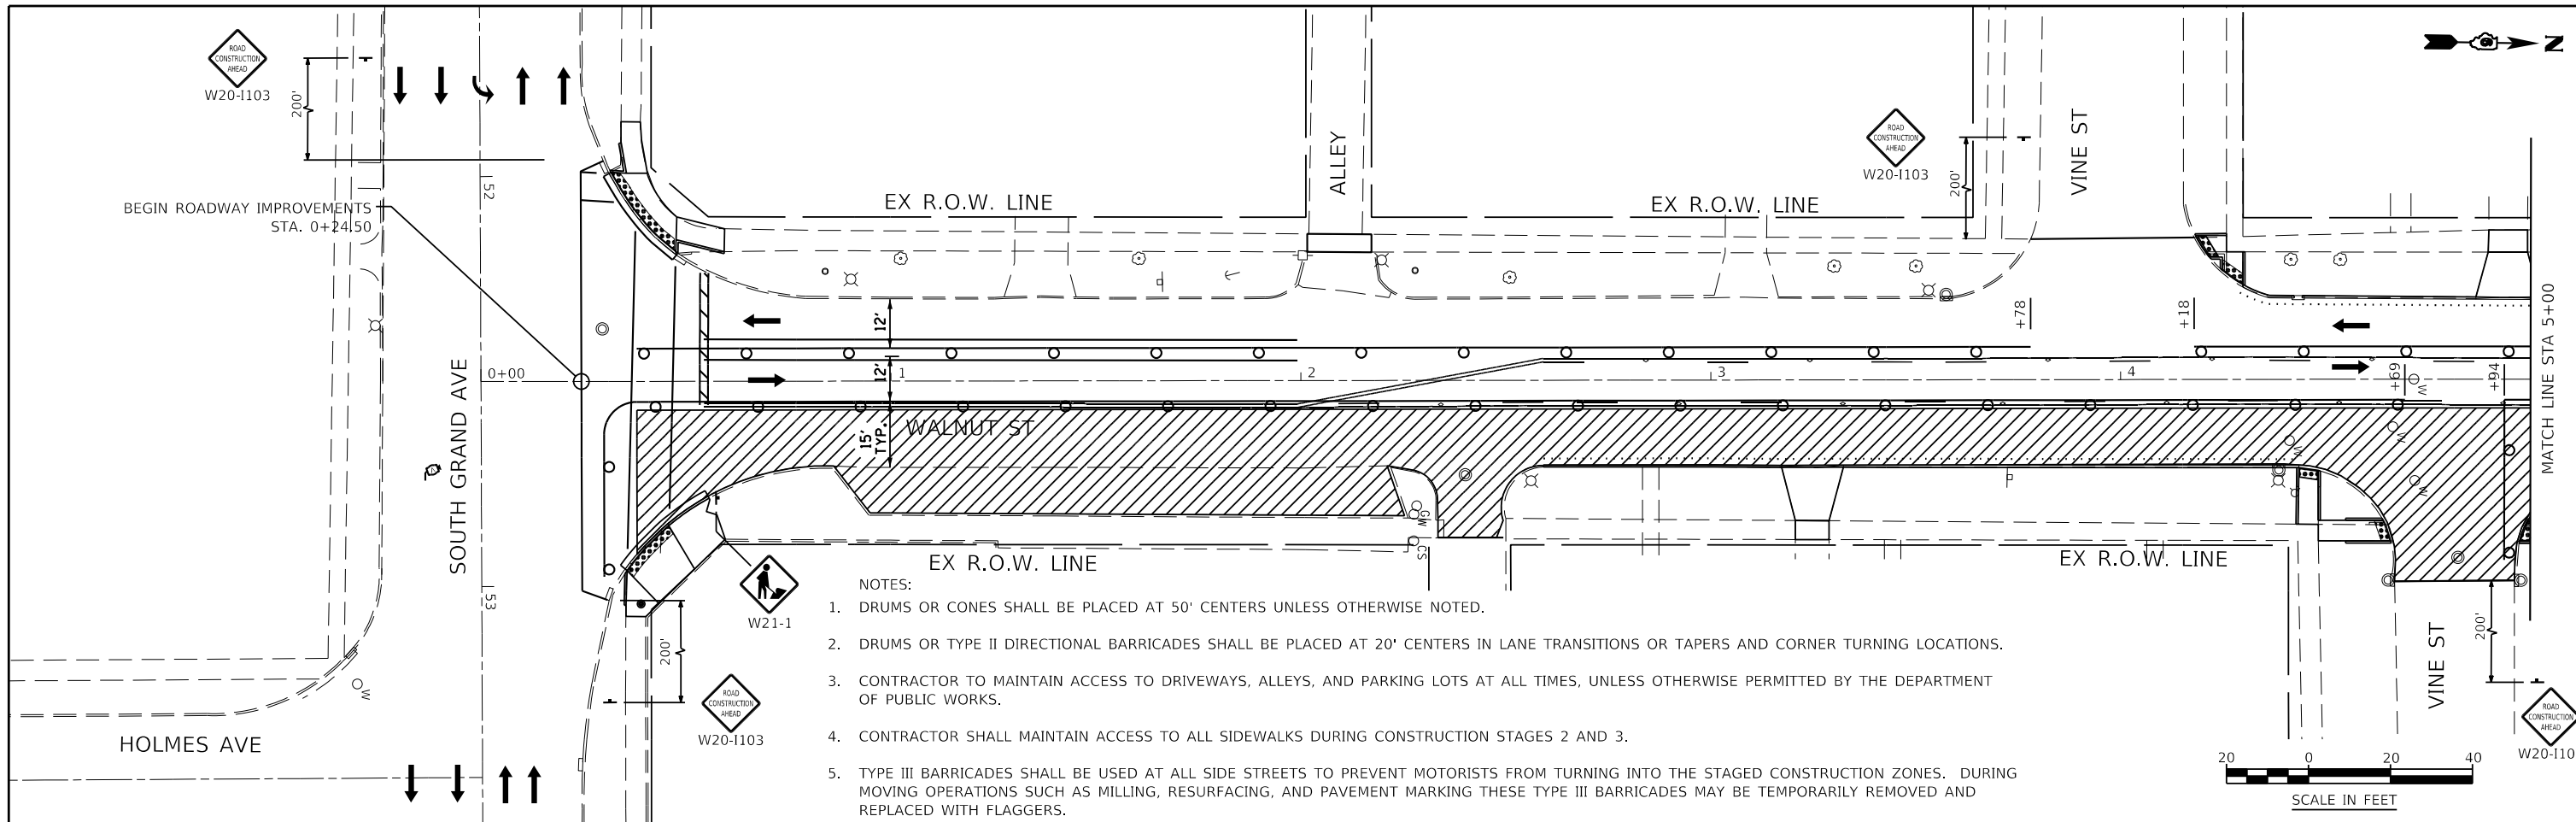 ROAD
CONSTRUCTION
AHEAD
W20-I103
200'
BEGIN ROADWAY IMPROVEMENTS
STA. 0+24.50
52
EX R.O.W. LINE
ALLEY
EX R.O.W. LINE
ROAD
CONSTRUCTION
AHEAD
W20-I103
200'
VINE ST
N
12'
12'
15'
TYP.
0+00
1
2
3
4
+78
+18
+69
+94
W
W
W
W
MATCH LINE STA 5+00
SOUTH GRAND AVE
WALNUT ST
53
GW
CS
EX R.O.W. LINE
EX R.O.W. LINE
W21-1
200'
ROAD
CONSTRUCTION
AHEAD
W20-I103
W
HOLMES AVE
NOTES:
1. DRUMS OR CONES SHALL BE PLACED AT 50' CENTERS UNLESS OTHERWISE NOTED.
2. DRUMS OR TYPE II DIRECTIONAL BARRICADES SHALL BE PLACED AT 20' CENTERS IN LANE TRANSITIONS OR TAPERS AND CORNER TURNING LOCATIONS.
3. CONTRACTOR TO MAINTAIN ACCESS TO DRIVEWAYS, ALLEYS, AND PARKING LOTS AT ALL TIMES, UNLESS OTHERWISE PERMITTED BY THE DEPARTMENT
OF PUBLIC WORKS.
4. CONTRACTOR SHALL MAINTAIN ACCESS TO ALL SIDEWALKS DURING CONSTRUCTION STAGES 2 AND 3.
5. TYPE III BARRICADES SHALL BE USED AT ALL SIDE STREETS TO PREVENT MOTORISTS FROM TURNING INTO THE STAGED CONSTRUCTION ZONES. DURING
MOVING OPERATIONS SUCH AS MILLING, RESURFACING, AND PAVEMENT MARKING THESE TYPE III BARRICADES MAY BE TEMPORARILY REMOVED AND
REPLACED WITH FLAGGERS.
VINE ST
200'
ROAD
CONSTRUCTION
AHEAD
W20-I10
20 0 20 40
SCALE IN FEET